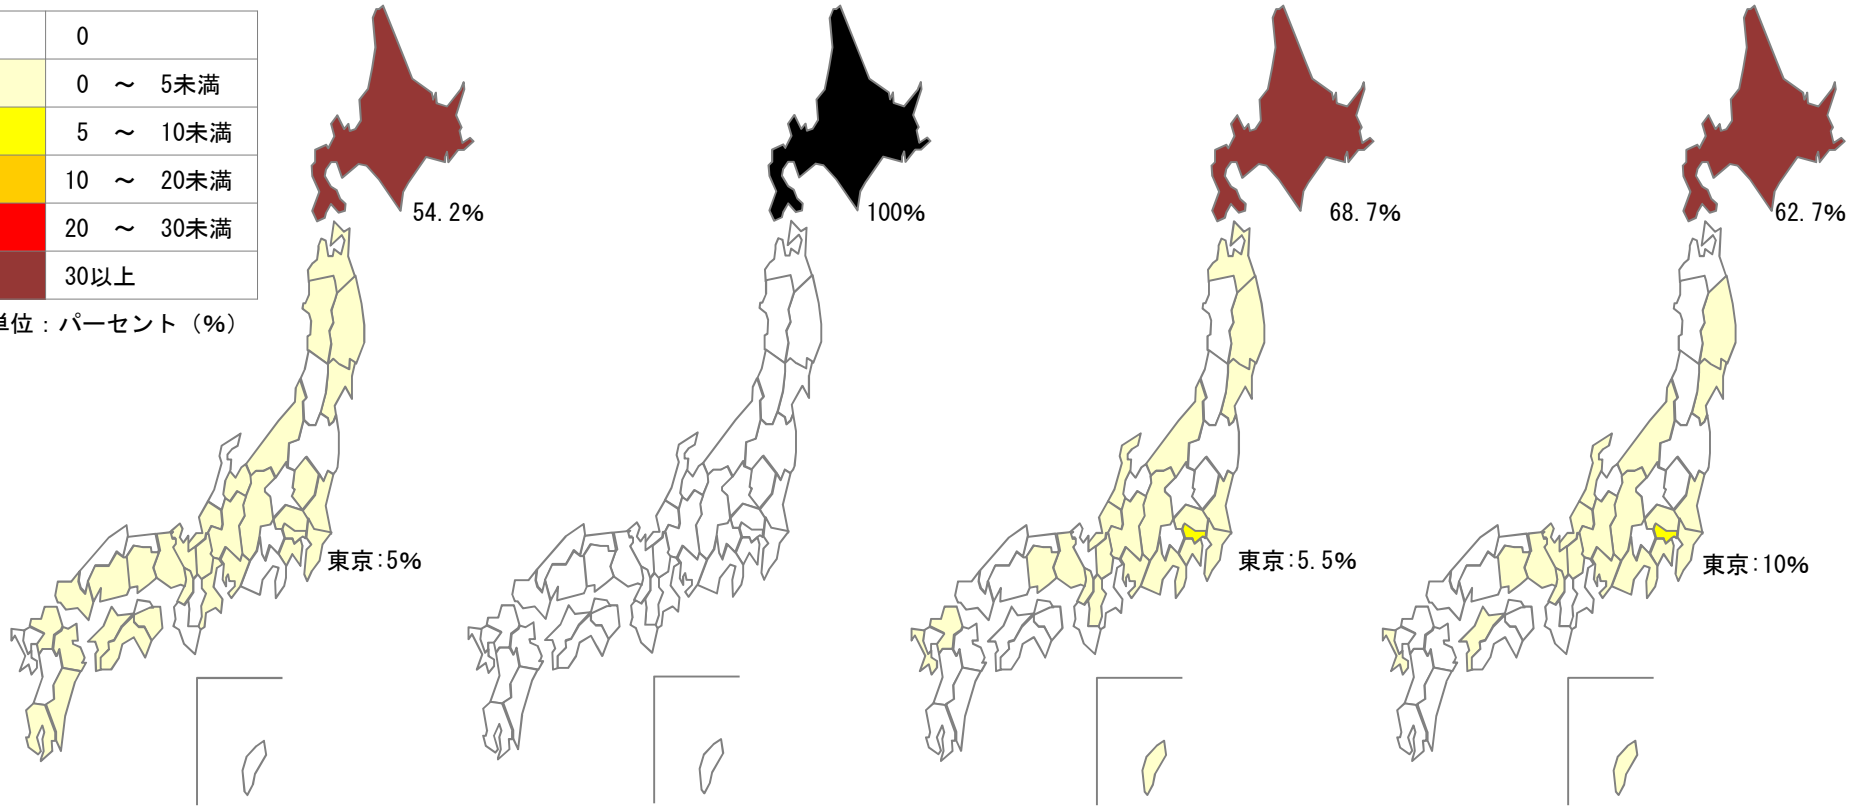 0
0 ～ 5未満
5 ～ 10未満
10 ～ 20未満
20 ～ 30未満
30以上
単位：パーセント（%）
54.2%
100%
68.7%
62.7%
東京:5%
東京:5.5%
東京:10%